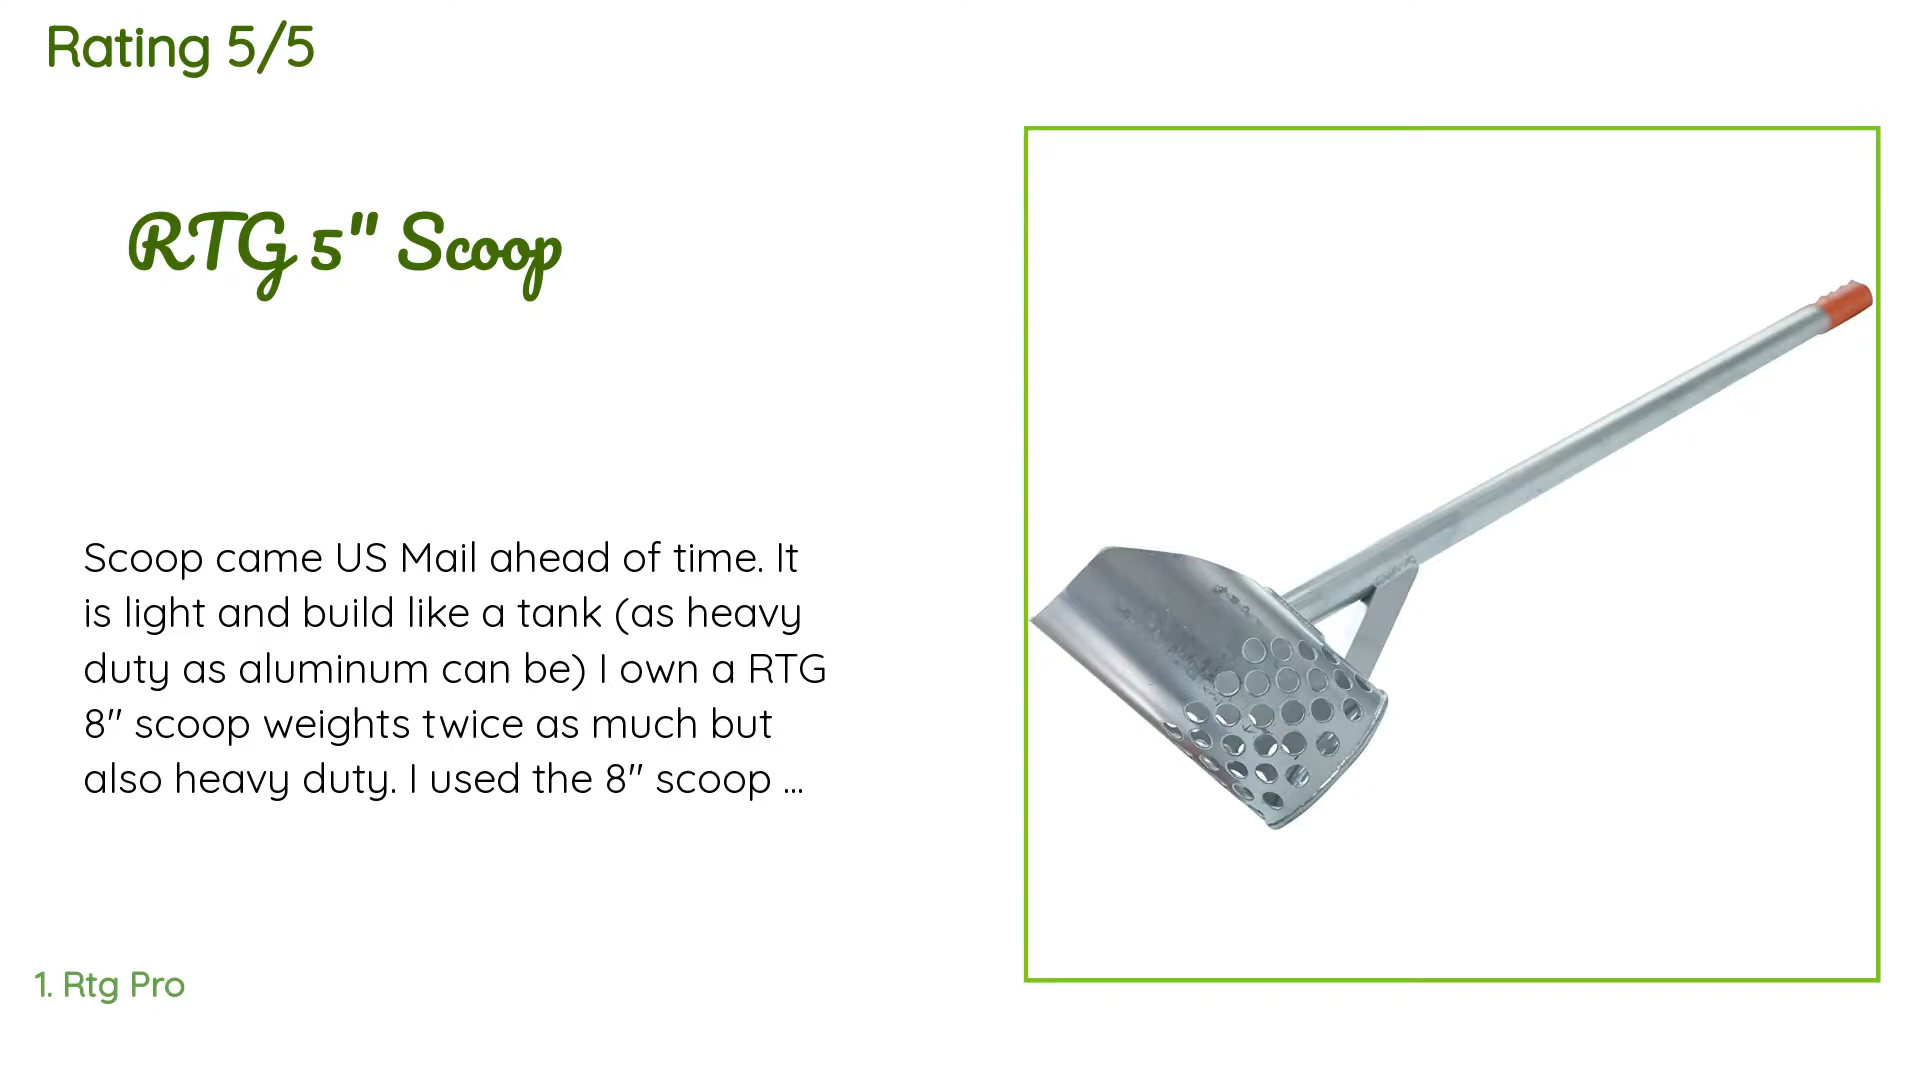 Rating 5/5
RTG 5" Scoop
Scoop came US Mail ahead of time. It
is light and build like a tank (as heavy
duty as aluminum can be) I own a RTG
8" scoop weights twice as much but
also heavy duty. I used the 8" scoop ...
1. Rtg Pro